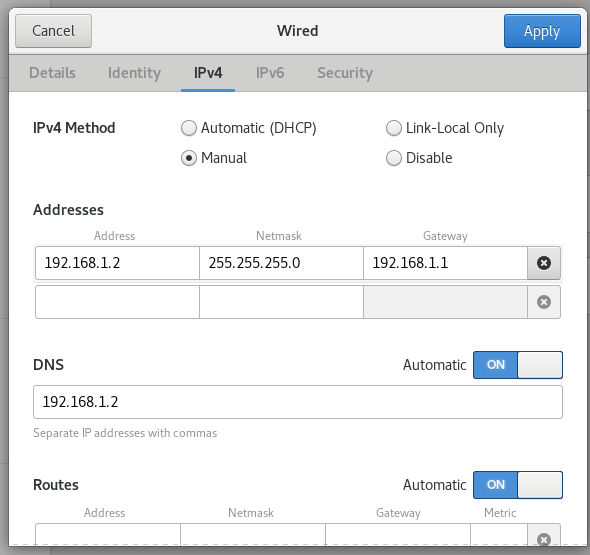 Cancel Wired Apply
Details Identity IPv4 IPv6 Security
IPv4 Method Automatic (DHCP) Link-Local Only
Manual Disable
Addresses
Address Netmask Gateway
192.168.1.2 255.255.255.0 192.168.1.1
DNS Automatic ON
192.168.1.2
Separate IP addresses with commas
Routes Automatic ON
Address Netmask Gateway Metric